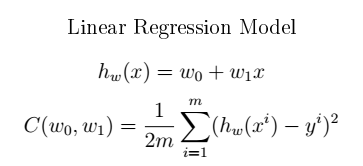 Linear Regression Model
h_w(x) = w_0 + w_1x
C(w_0, w_1) = \frac{1}{2m} \sum_{i=1}^{m} (h_w(x^i) − y^i)^2